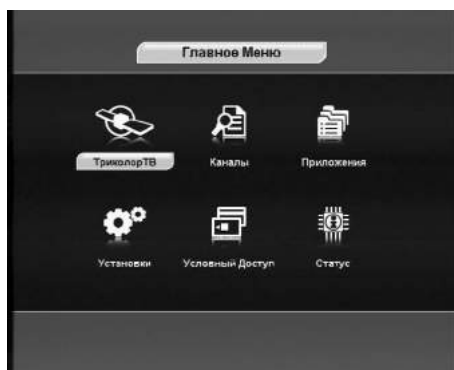 Главное Меню
ТриколорТВ
Каналы
Приложения
Установки
Условный Доступ
Статус